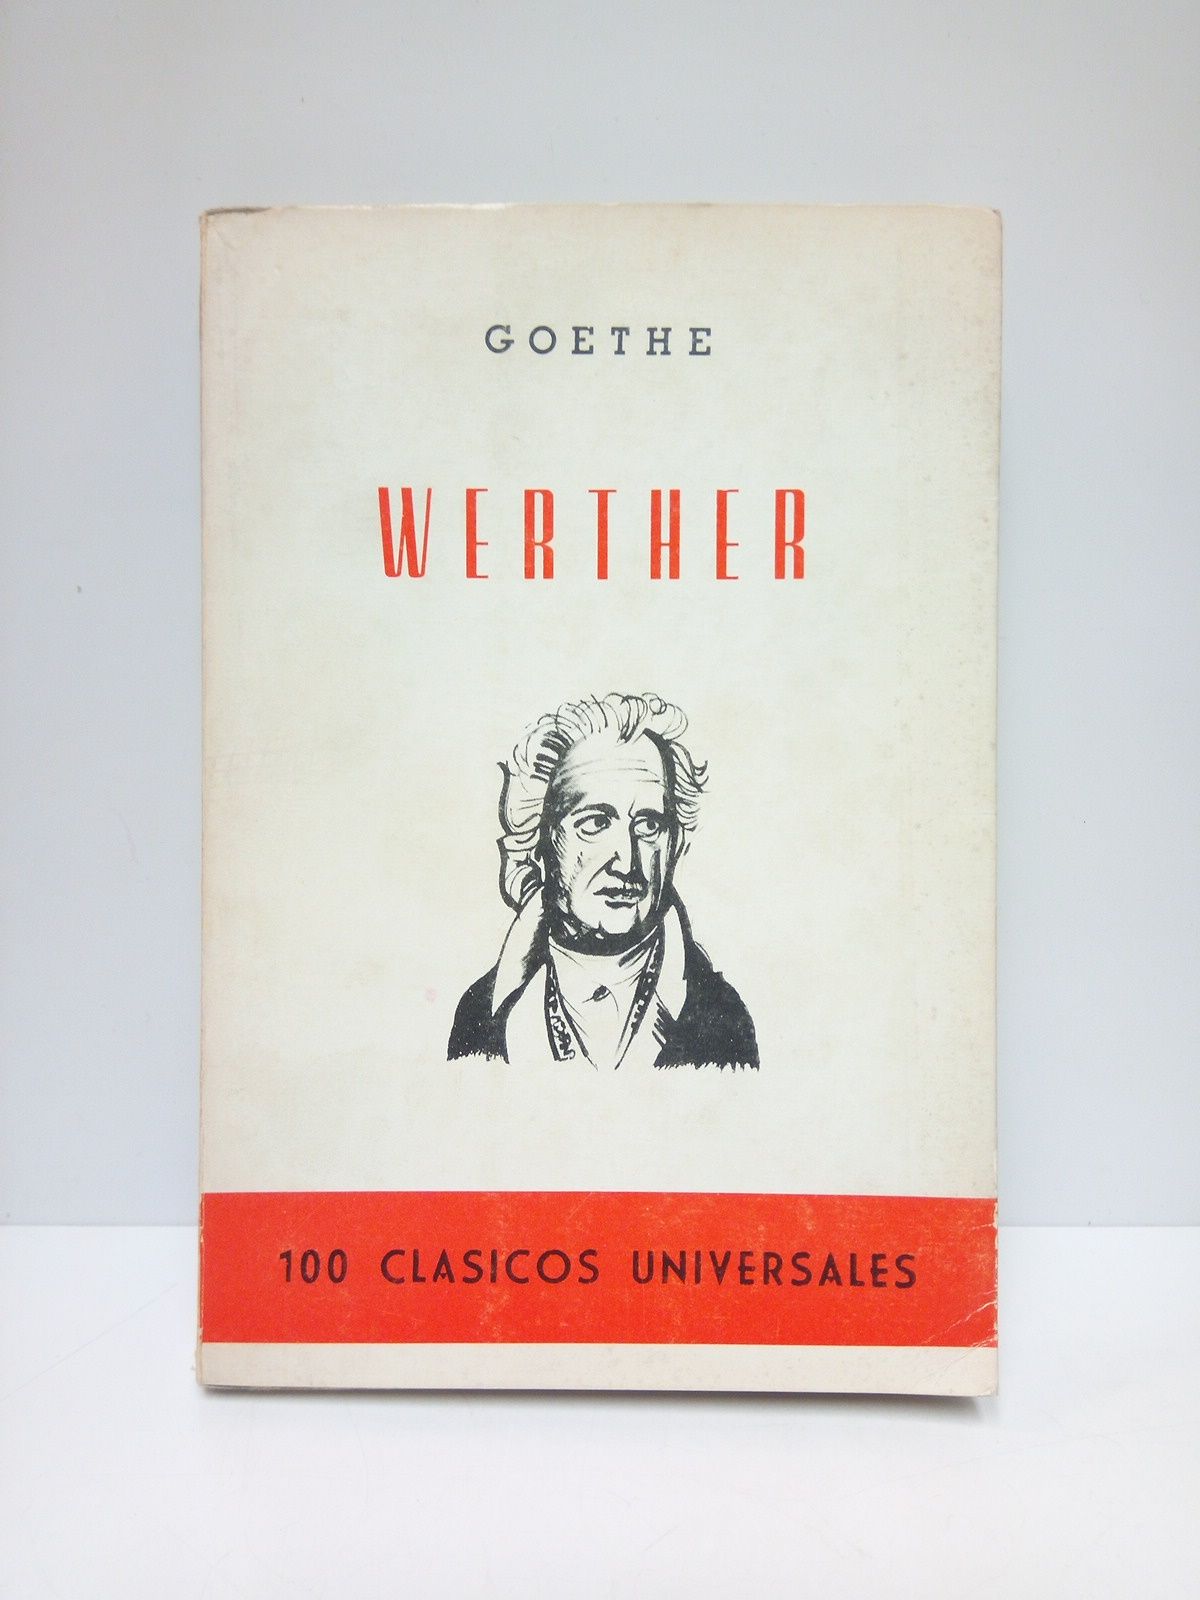 GOETHE
WERTHER
100 CLASICOS UNIVERSALES